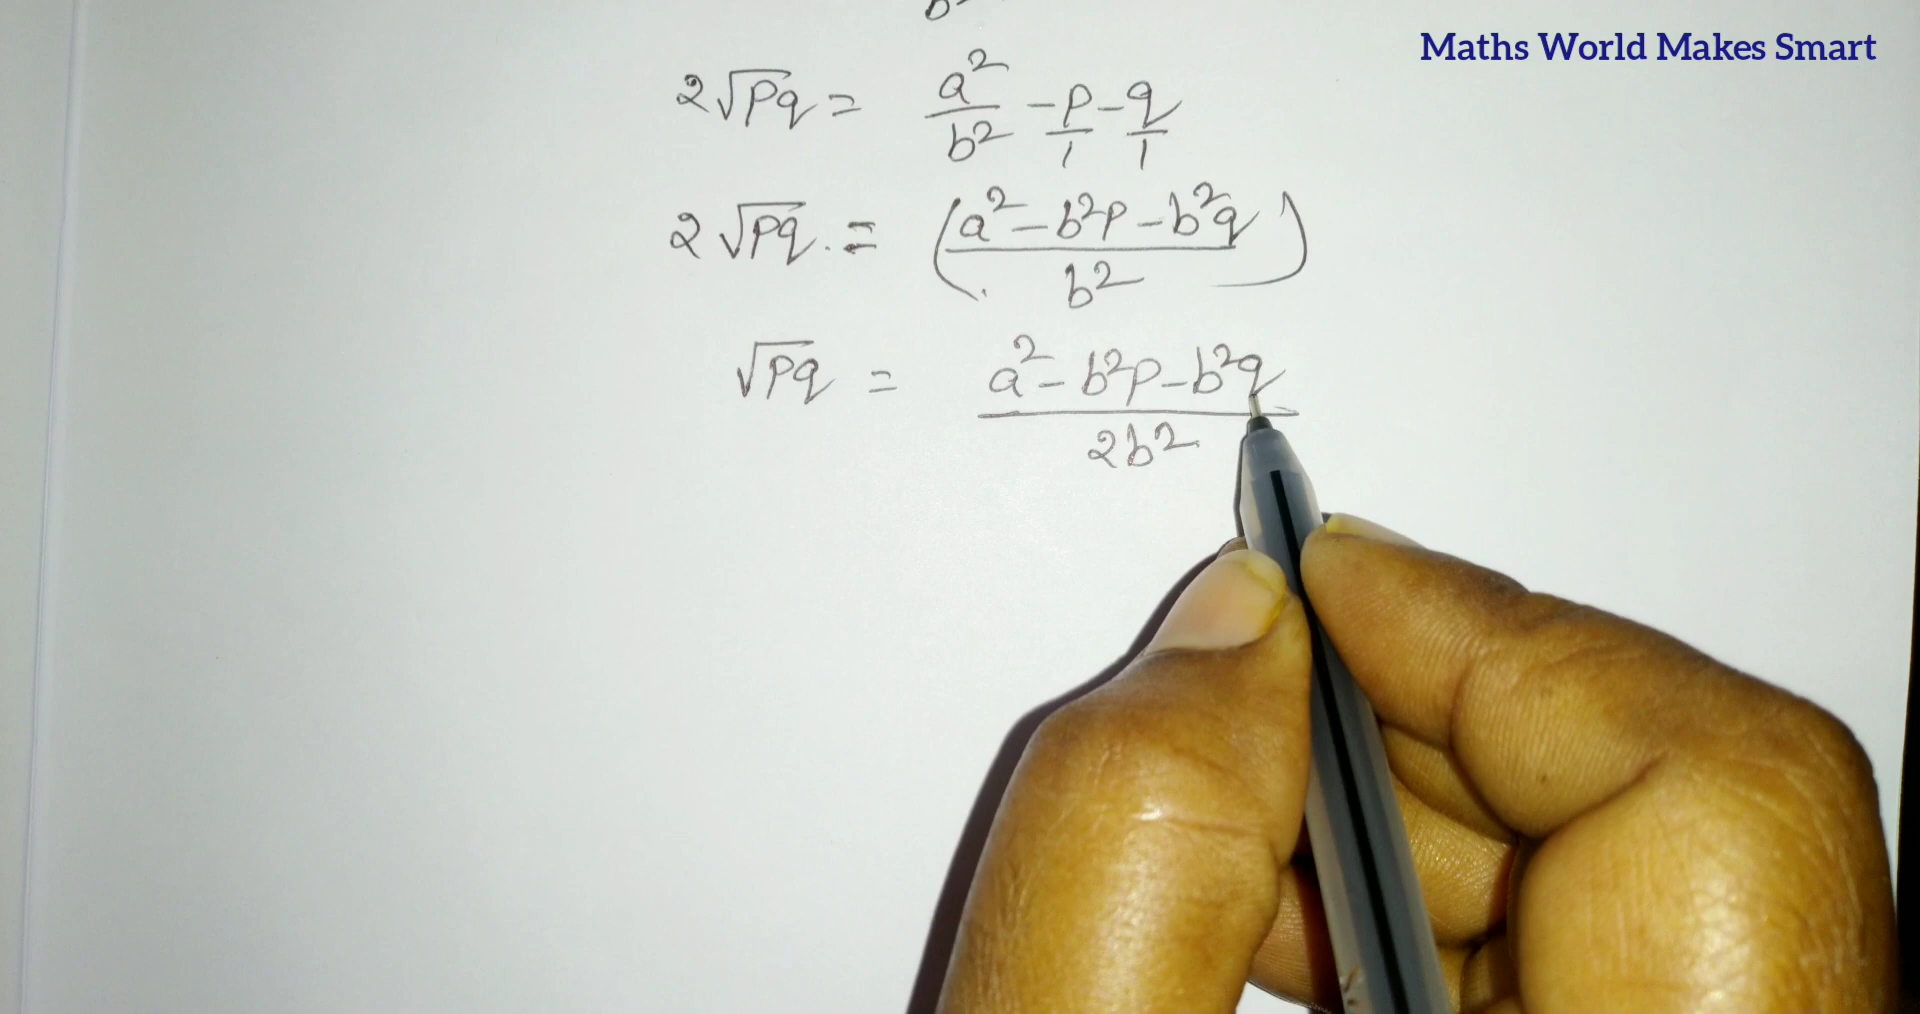 Maths World Makes Smart
2√pq = a²/b² - p/1 - q/1
2√pq = (a² - b²p - b²q / b²)
√pq = a² - b²p - b²q / 2b²